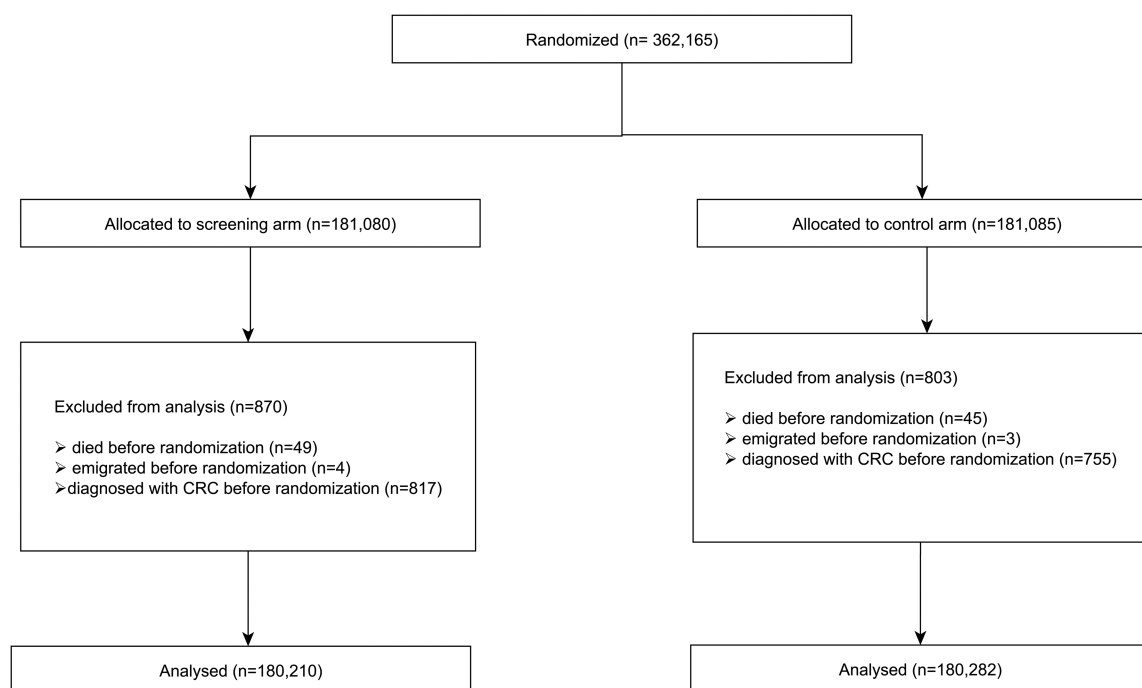 Randomized (n= 362,165)
Allocated to screening arm (n=181,080)
Allocated to control arm (n=181,085)
Excluded from analysis (n=870)
➢ died before randomization (n=49)
➢ emigrated before randomization (n=4)
➢diagnosed with CRC before randomization (n=817)
Excluded from analysis (n=803)
➢ died before randomization (n=45)
➢ emigrated before randomization (n=3)
➢ diagnosed with CRC before randomization (n=755)
Analysed (n=180,210)
Analysed (n=180,282)